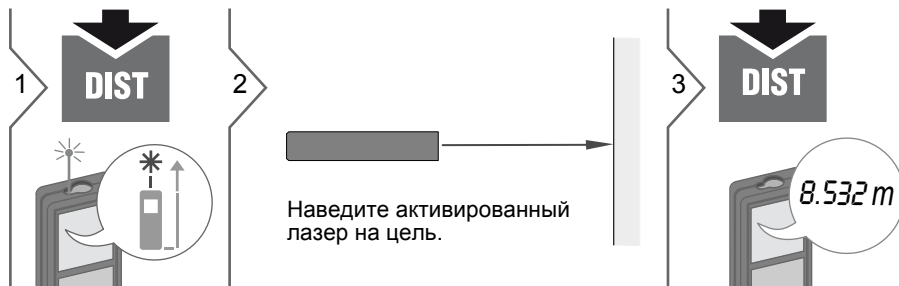 1
DIST
2
Наведите активированный
лазер на цель.
3
DIST
8.532 m